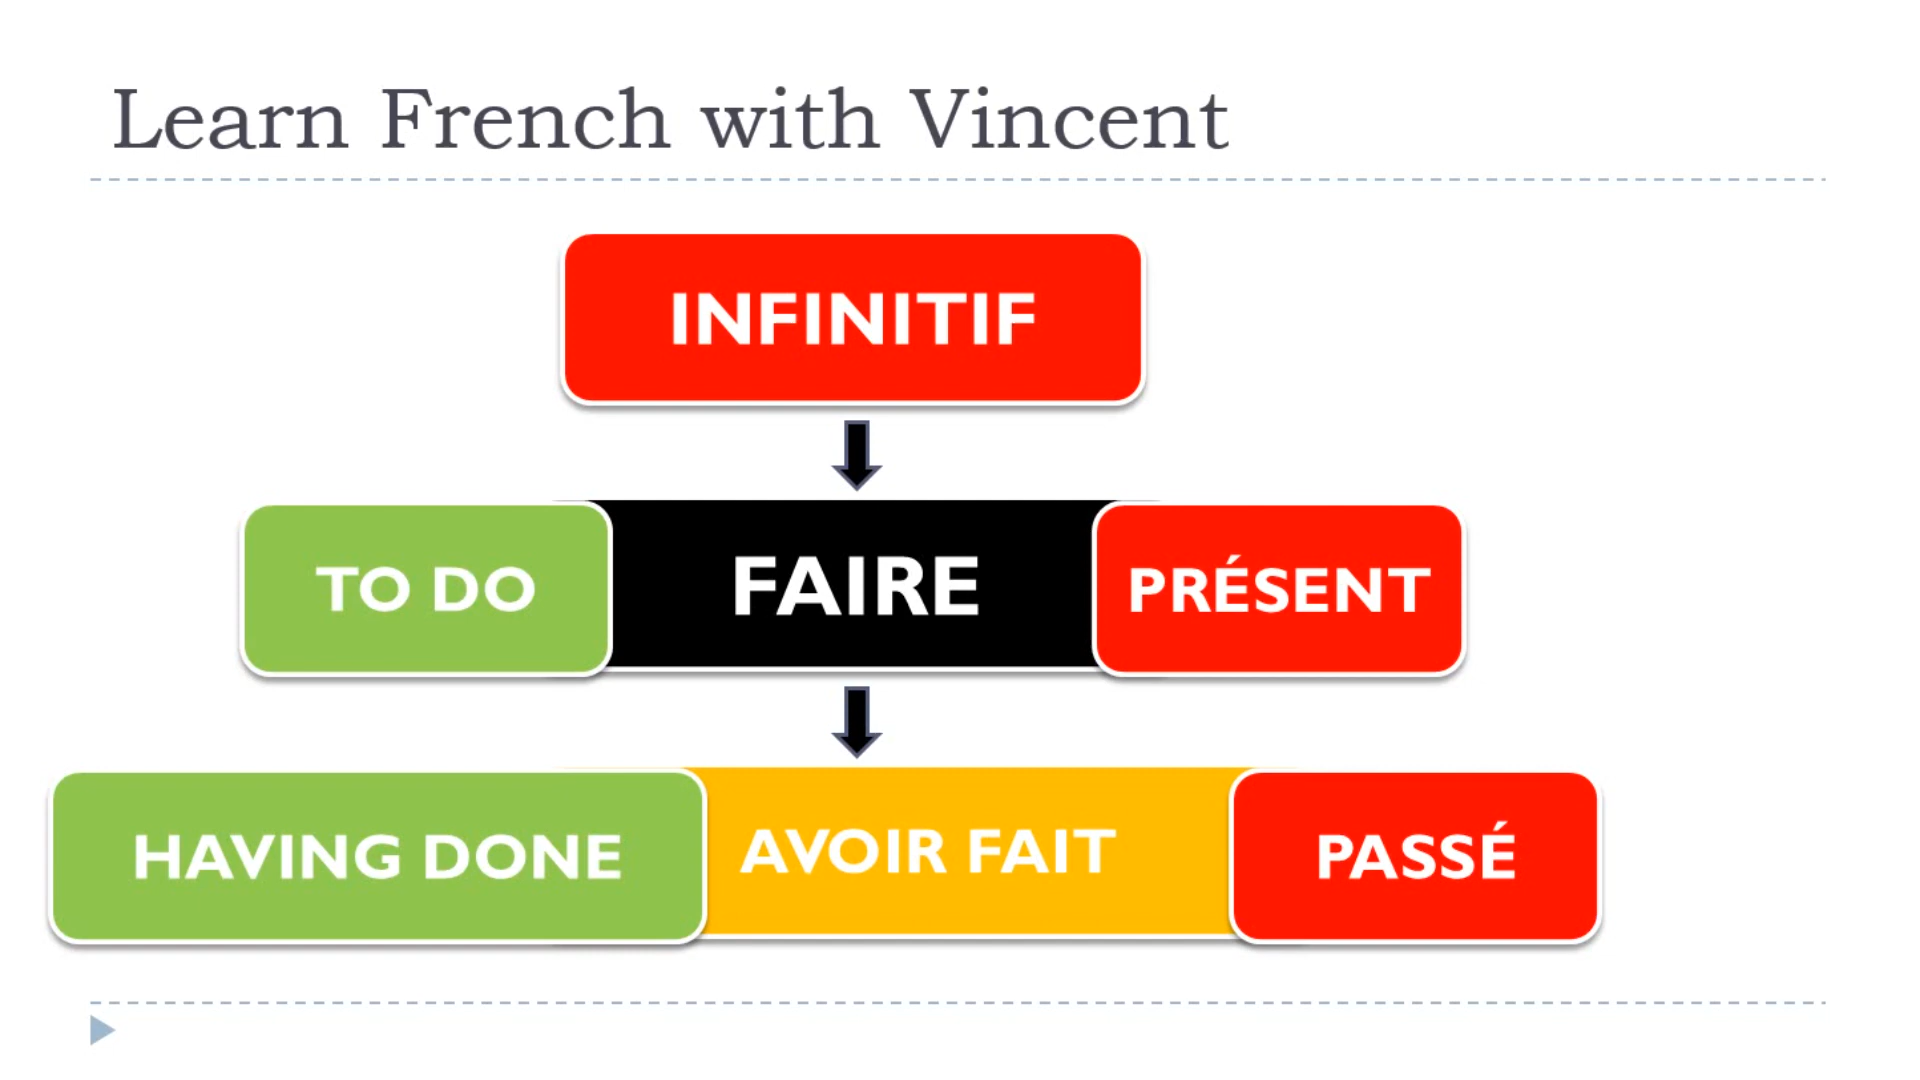 Learn French with Vincent
INFINITIF
TO DO FAIRE PRÉSENT
HAVING DONE AVOIR FAIT PASSÉ